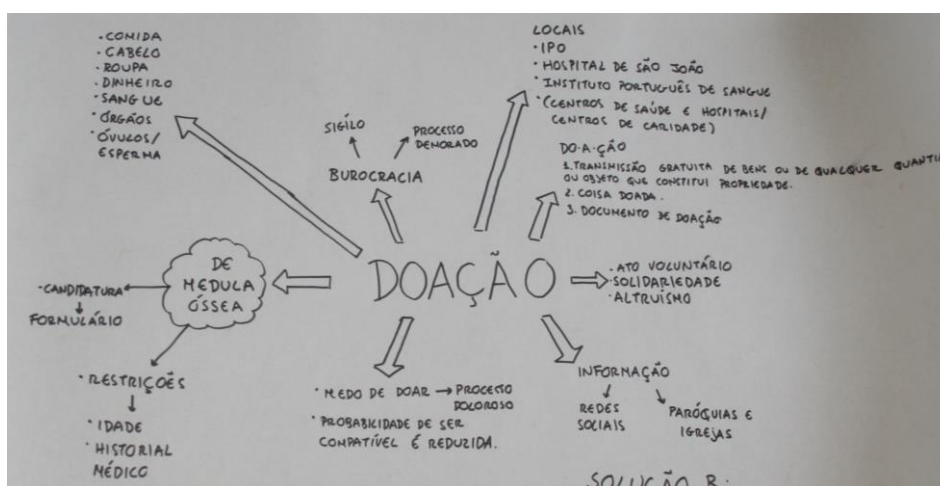 ·COMIDA
·CABELO
·ROUPA
·DINHEIRO
·SANGUE
·ÓRGÃOS
·ÓVULOS/
ESPERMA
SIGÍLO
PROCESSO
DEMORADO
BUROCRACIA
LOCAIS
·IPO
·HOSPITAL DE SÃO JOÃO
·INSTITUTO PORTUGUÊS DE SANGUE
·(CENTROS DE SAÚDE E HOSPITAIS/
CENTROS DE CARIDADE)
DO·A·ÇÃO
1. TRANSMISSÃO GRATUITA DE BENS OU DE QUALQUER QUANTI
OU OBJETO QUE CONSTITUI PROPRIEDADE.
2. COISA DOADA.
3. DOCUMENTO DE DOAÇÃO
DOAÇÃO
DE
MEDULA
ÓSSEA
·CANDIDATURA
FORMULÁRIO
·RESTRIÇÕES
·IDADE
·HISTORIAL
MÉDICO
·MEDO DE DOAR → PROCESSO
DOLOROSO
·PROBABILIDADE DE SER
COMPATÍVEL É REDUZIDA.
·ATO VOLUNTÁRIO
·SOLIDARIEDADE
·ALTRUÍSMO
INFORMAÇÃO
REDES
SOCIAIS
PARÓQUIAS E
IGREJAS
SOLUÇÃO B: